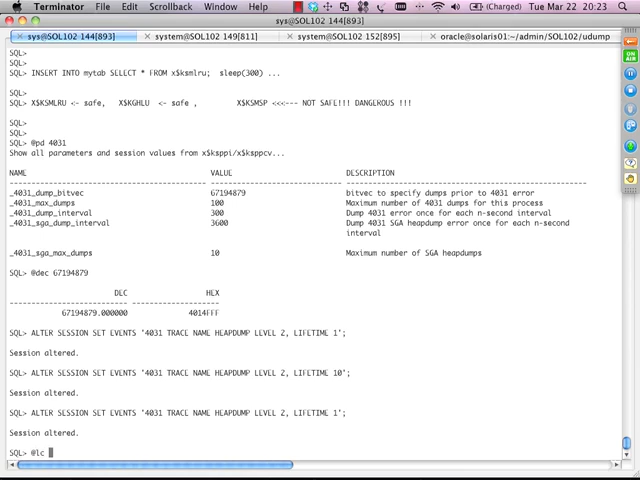 Terminator File Edit Scrollback Window Help (Charged) Tue Mar 22 20:23
sys@SOL102 144[893]
sys@SOL102 144[893] system@SOL102 149[811] system@SOL102 152[895] oracle@solaris01:~/admin/SOL102/udump
SQL>
SQL>
SQL> INSERT INTO mytab SELECT * FROM x$ksmlru; sleep(300) ...
SQL>
SQL> X$KSMLRU <- safe, X$KGHLU <- safe , X$KSMSP <<<--- NOT SAFE!!! DANGEROUS !!!
SQL>
SQL>
SQL> @pd 4031
Show all parameters and session values from x$ksppi/x$ksppcv...
NAME VALUE DESCRIPTION
_4031_dump_bitvec 67194879 bitvec to specify dumps prior to 4031 error
_4031_max_dumps 100 Maximum number of 4031 dumps for this process
_4031_dump_interval 300 Dump 4031 error once for each n-second interval
_4031_sga_dump_interval 3600 Dump 4031 SGA heapdump error once for each n-second
interval
_4031_sga_max_dumps 10 Maximum number of SGA heapdumps
SQL> @dec 67194879
DEC HEX
67194879.000000 4014FFF
SQL> ALTER SESSION SET EVENTS '4031 TRACE NAME HEAPDUMP LEVEL 2, LIFETIME 1';
Session altered.
SQL> ALTER SESSION SET EVENTS '4031 TRACE NAME HEAPDUMP LEVEL 2, LIFETIME 10';
Session altered.
SQL> ALTER SESSION SET EVENTS '4031 TRACE NAME HEAPDUMP LEVEL 2, LIFETIME 1';
Session altered.
SQL> @lc
ON AIR